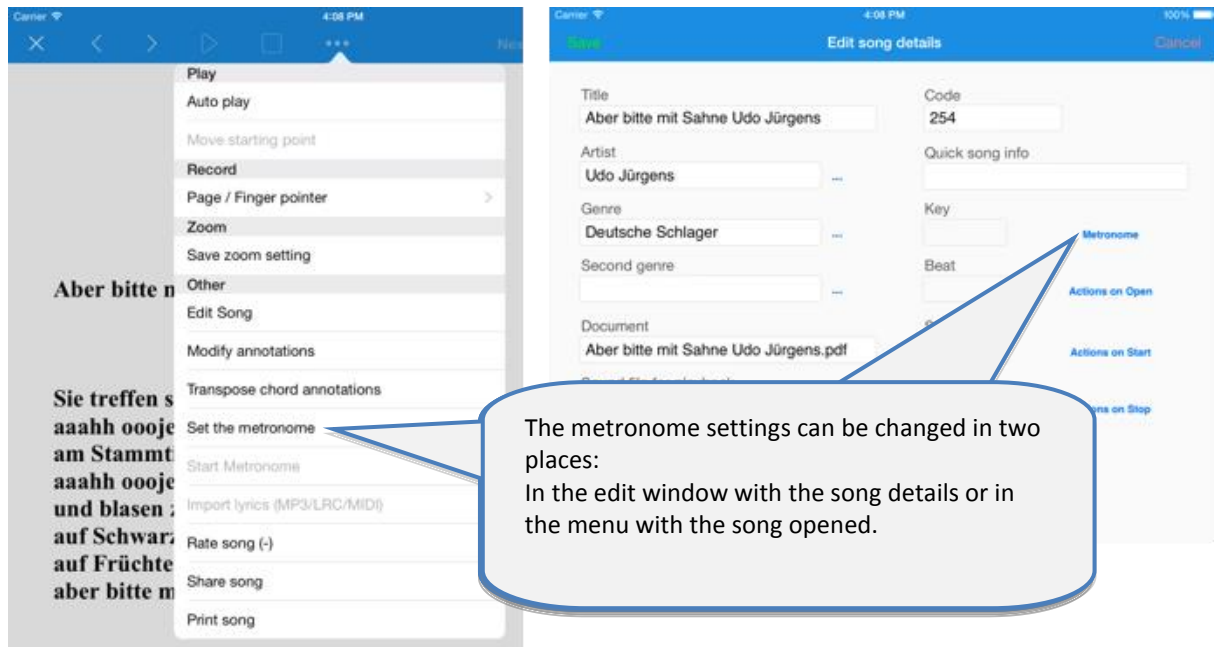 Carrier 4:08 PM
Nex
Play
Auto play
Move starting point
Record
Page / Finger pointer
Zoom
Save zoom setting
Other
Edit Song
Modify annotations
Transpose chord annotations
Set the metronome
Start Metronome
Import lyrics (MP3/LRC/MIDI)
Rate song (-)
Share song
Print song
Aber bitte m
Sie treffen s
aaahh oooje
am Stammti
aaahh oooje
und blasen z
auf Schwarz
auf Früchte
aber bitte m
Carrier 4:08 PM 100%
Save Edit song details Cancel
Title Code
Aber bitte mit Sahne Udo Jürgens 254
Artist Quick song info
Udo Jürgens ...
Genre Key
Deutsche Schlager ... Metronome
Second genre Beat
... Actions on Open
Document
Aber bitte mit Sahne Udo Jürgens.pdf Actions on Start
ons on Stop
The metronome settings can be changed in two
places:
In the edit window with the song details or in
the menu with the song opened.